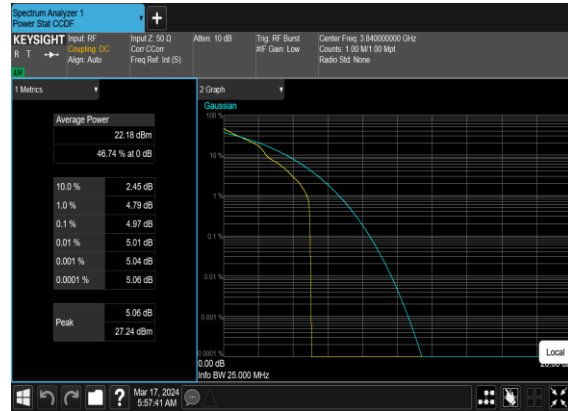 Spectrum Analyzer 1
Power Stat CCDF
KEYSIGHT Input: RF Input Z: 50 Ω Atten: 10 dB Trig: RF Burst Center Freq: 3.840000000 GHz
R T Coupling: DC Corr CCorr #IF Gain: Low Counts: 1.00 M/1.00 Mpt
Align: Auto Freq Ref: Int (S) Radio Std: None
1 Metrics
2 Graph
Average Power
22.18 dBm
46.74 % at 0 dB
10.0 % 2.45 dB
1.0 % 4.79 dB
0.1 % 4.97 dB
0.01 % 5.01 dB
0.001 % 5.04 dB
0.0001 % 5.06 dB
Peak 5.06 dB
27.24 dBm
Gaussian
100 %
10 %
1 %
0.1 %
0.01 %
0.001 %
0.0001 %
0.00 dB
Info BW 25.000 MHz
Local
?
Mar 17, 2024
5:57:41 AM